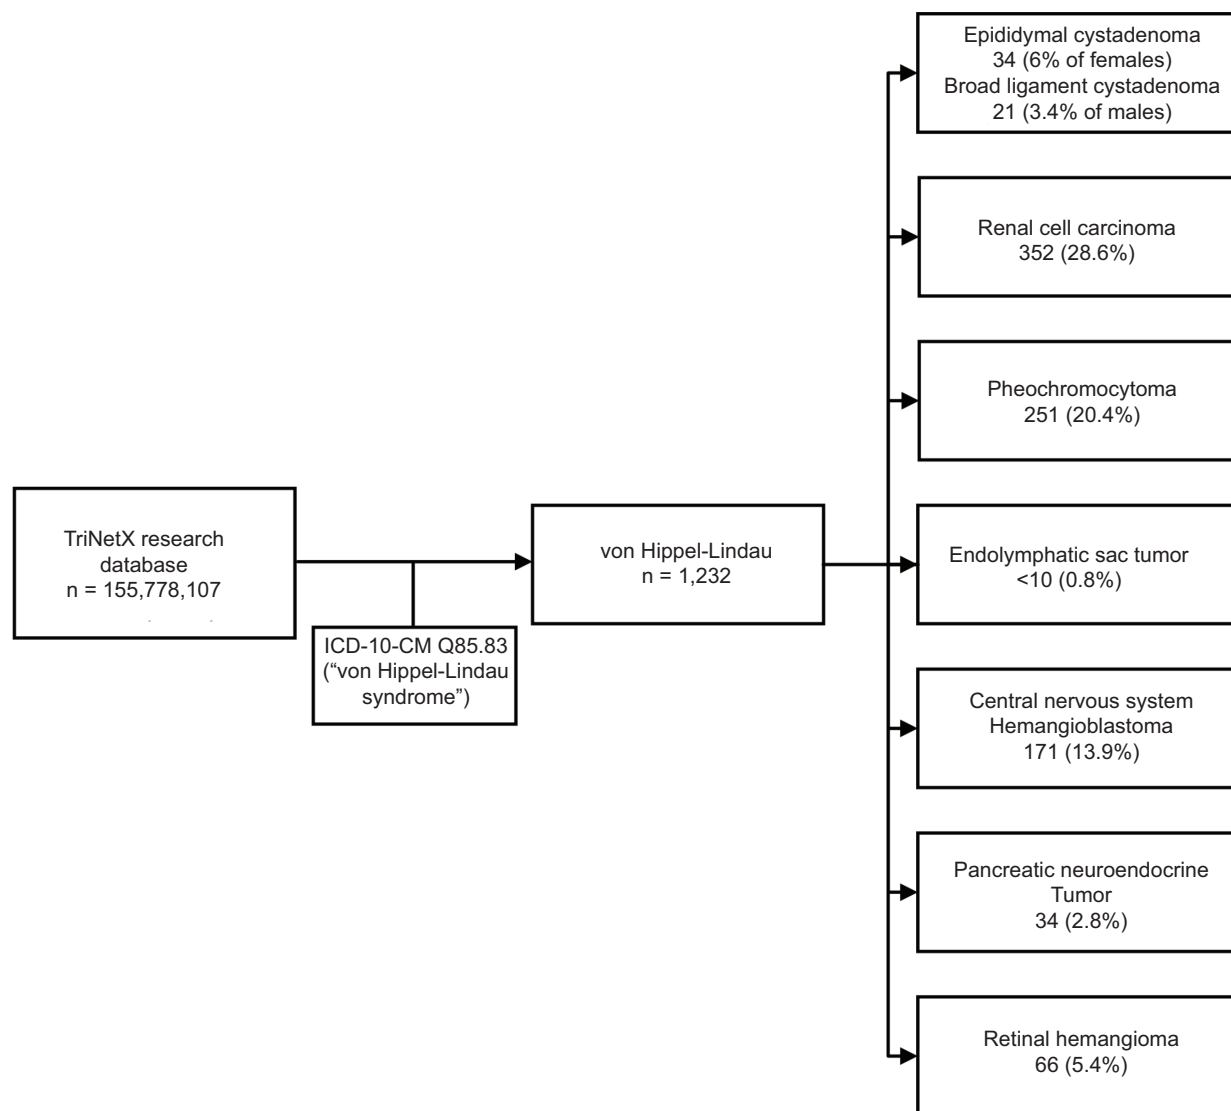 TriNetX research
database
n = 155,778,107
ICD-10-CM Q85.83
(“von Hippel-Lindau
syndrome”)
von Hippel-Lindau
n = 1,232
Epididymal cystadenoma
34 (6% of females)
Broad ligament cystadenoma
21 (3.4% of males)
Renal cell carcinoma
352 (28.6%)
Pheochromocytoma
251 (20.4%)
Endolymphatic sac tumor
<10 (0.8%)
Central nervous system
Hemangioblastoma
171 (13.9%)
Pancreatic neuroendocrine
Tumor
34 (2.8%)
Retinal hemangioma
66 (5.4%)